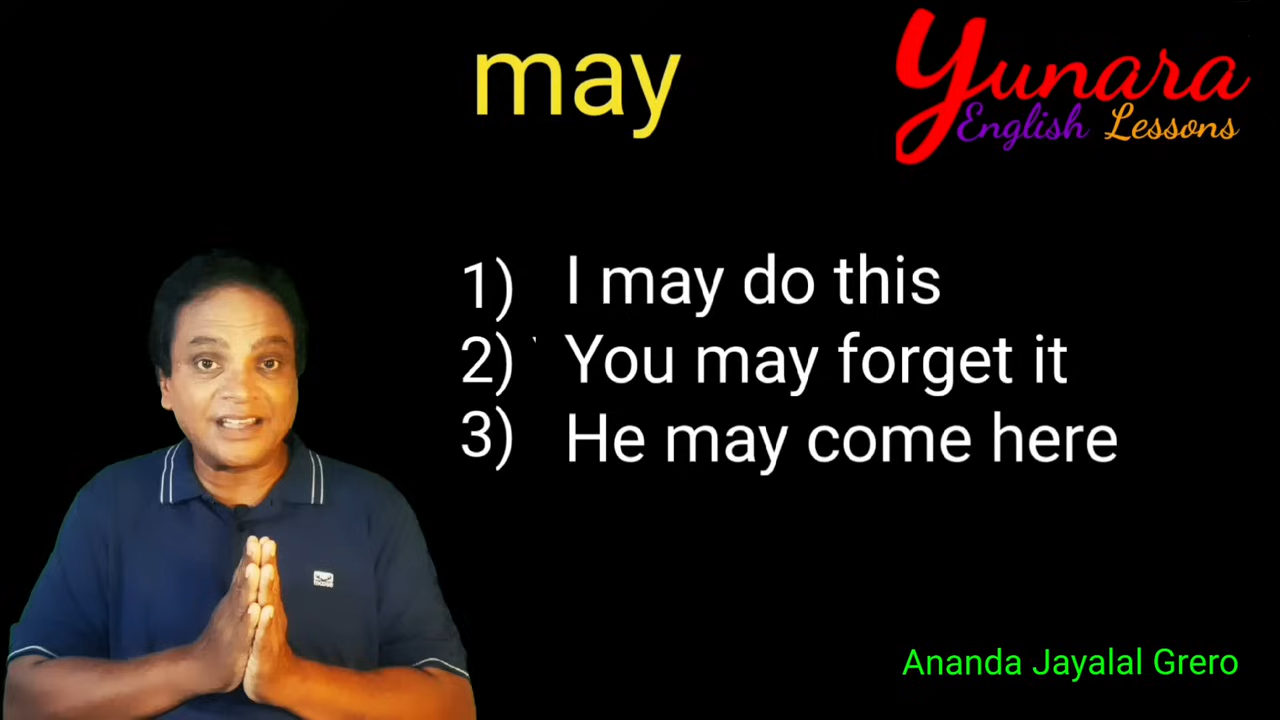 may
Yunara
English Lessons
1) I may do this
2) You may forget it
3) He may come here
Ananda Jayalal Grero